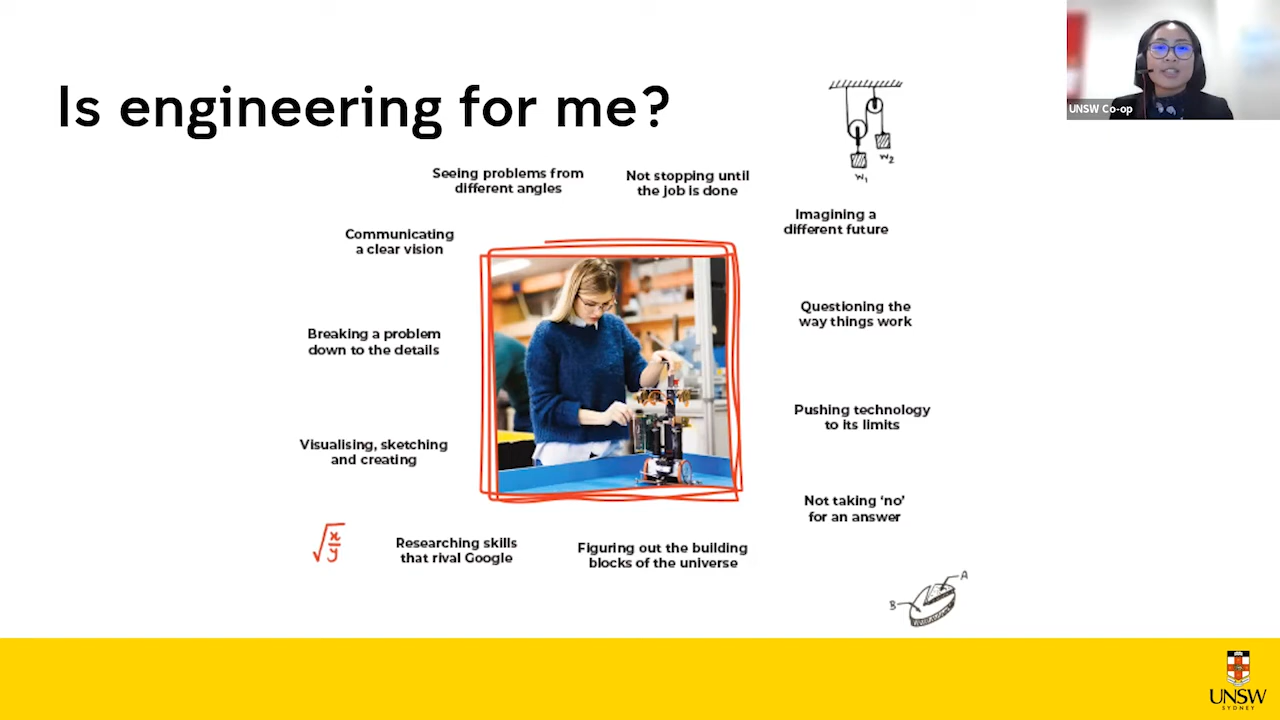 Is engineering for me?
UNSW Co-op
W₁
W₂
Seeing problems from
different angles
Not stopping until
the job is done
Imagining a
different future
Communicating
a clear vision
Questioning the
way things work
Breaking a problem
down to the details
Pushing technology
to its limits
Visualising, sketching
and creating
Not taking ‘no’
for an answer
√x/y
Researching skills
that rival Google
Figuring out the building
blocks of the universe
A
B
UNSW
SYDNEY